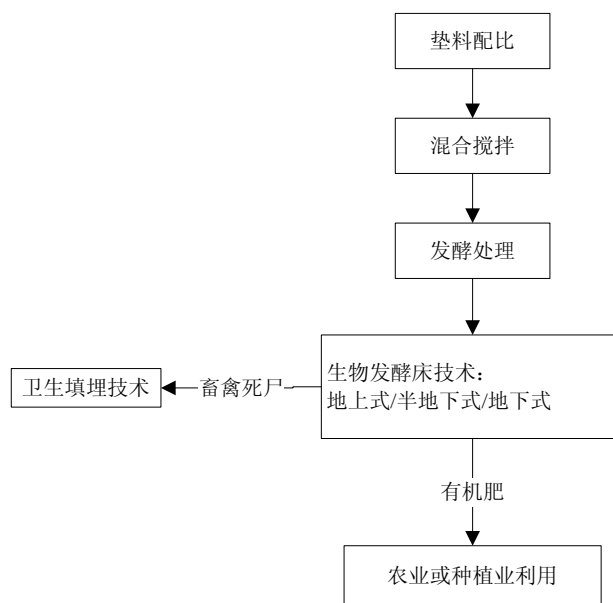 垫料配比
混合搅拌
发酵处理
生物发酵床技术：
地上式/半地下式/地下式
卫生填埋技术
畜禽死尸
有机肥
农业或种植业利用